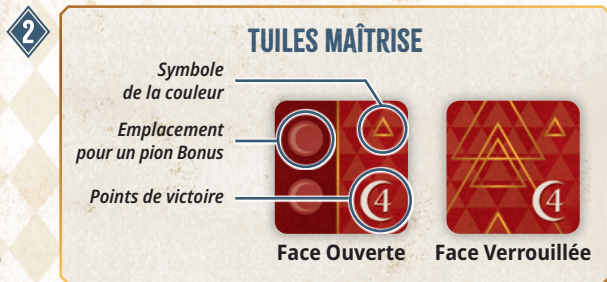 2
TUILES MAÎTRISE
Symbole
de la couleur
Emplacement
pour un pion Bonus
Points de victoire
4
4
Face Ouverte
Face Verrouillée